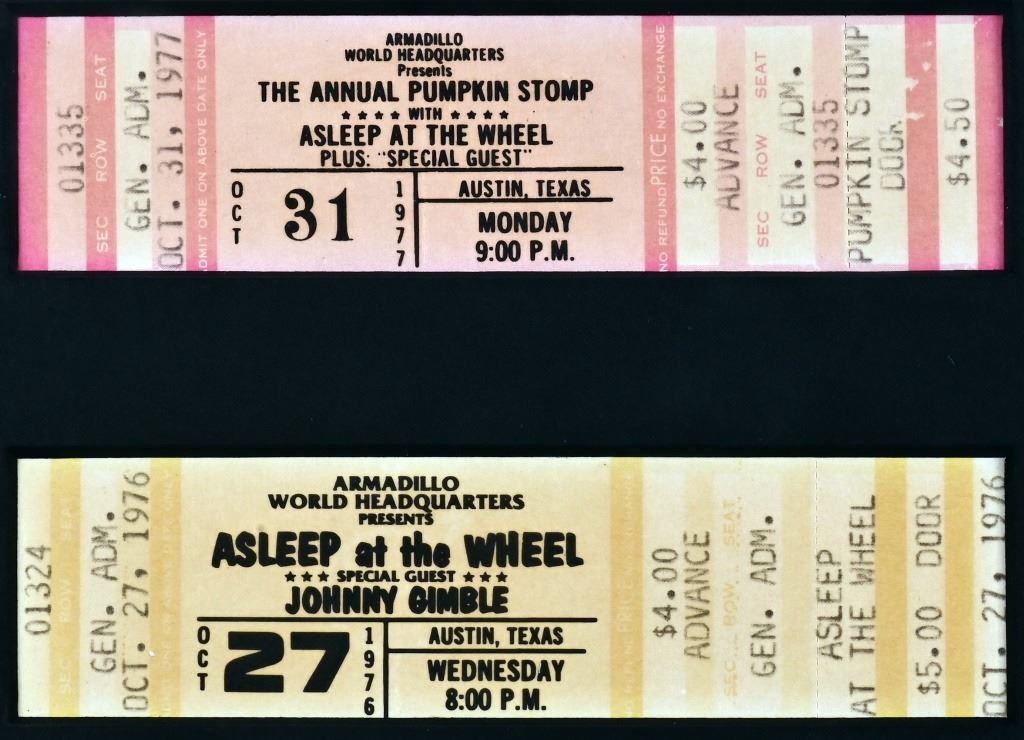 01335
SEC ROW SEAT
GEN. ADM.
OCT. 31, 1977
ADMIT ONE ON ABOVE DATE ONLY
ARMADILLO
WORLD HEADQUARTERS
Presents
THE ANNUAL PUMPKIN STOMP
★★★★ WITH ★★★★
ASLEEP AT THE WHEEL
PLUS: "SPECIAL GUEST"
OCT 31 1977
AUSTIN, TEXAS
MONDAY
9:00 P.M.
NO REFUND PRICE NO EXCHANGE
$4.00
ADVANCE
SEC ROW SEAT
GEN. ADM.
01335
PUMPKIN STOMP
DOOR
$4.50
01324
SEC ROW SEAT
GEN. ADM.
OCT. 27, 1976
ARMADILLO
WORLD HEADQUARTERS
PRESENTS
ASLEEP at the WHEEL
★★★ SPECIAL GUEST ★★★
JOHNNY GIMBLE
OCT 27 1976
AUSTIN, TEXAS
WEDNESDAY
8:00 P.M.
PRICE
$4.00
ADVANCE
SEC ROW SEAT
GEN. ADM.
ASLEEP
AT THE WHEEL
$5.00 DOOR
OCT. 27, 1976